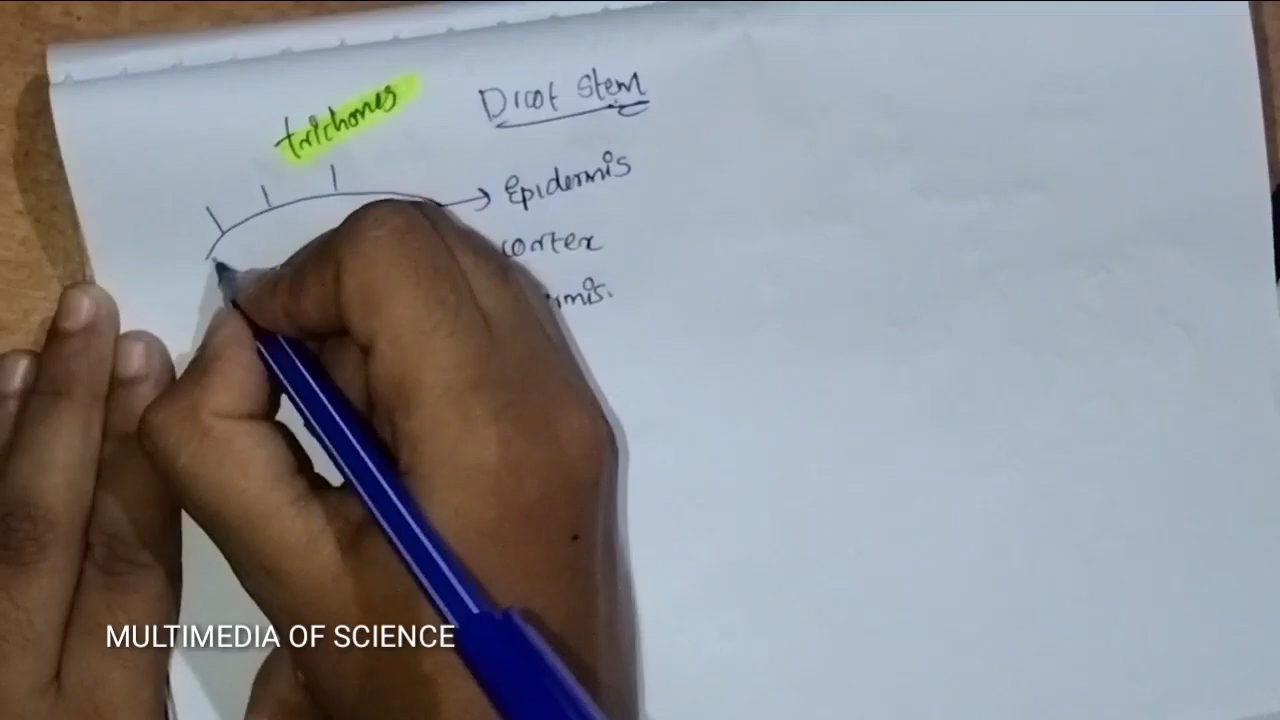 trichomes
Dicot Stem
Epidermis
cortex
MULTIMEDIA OF SCIENCE